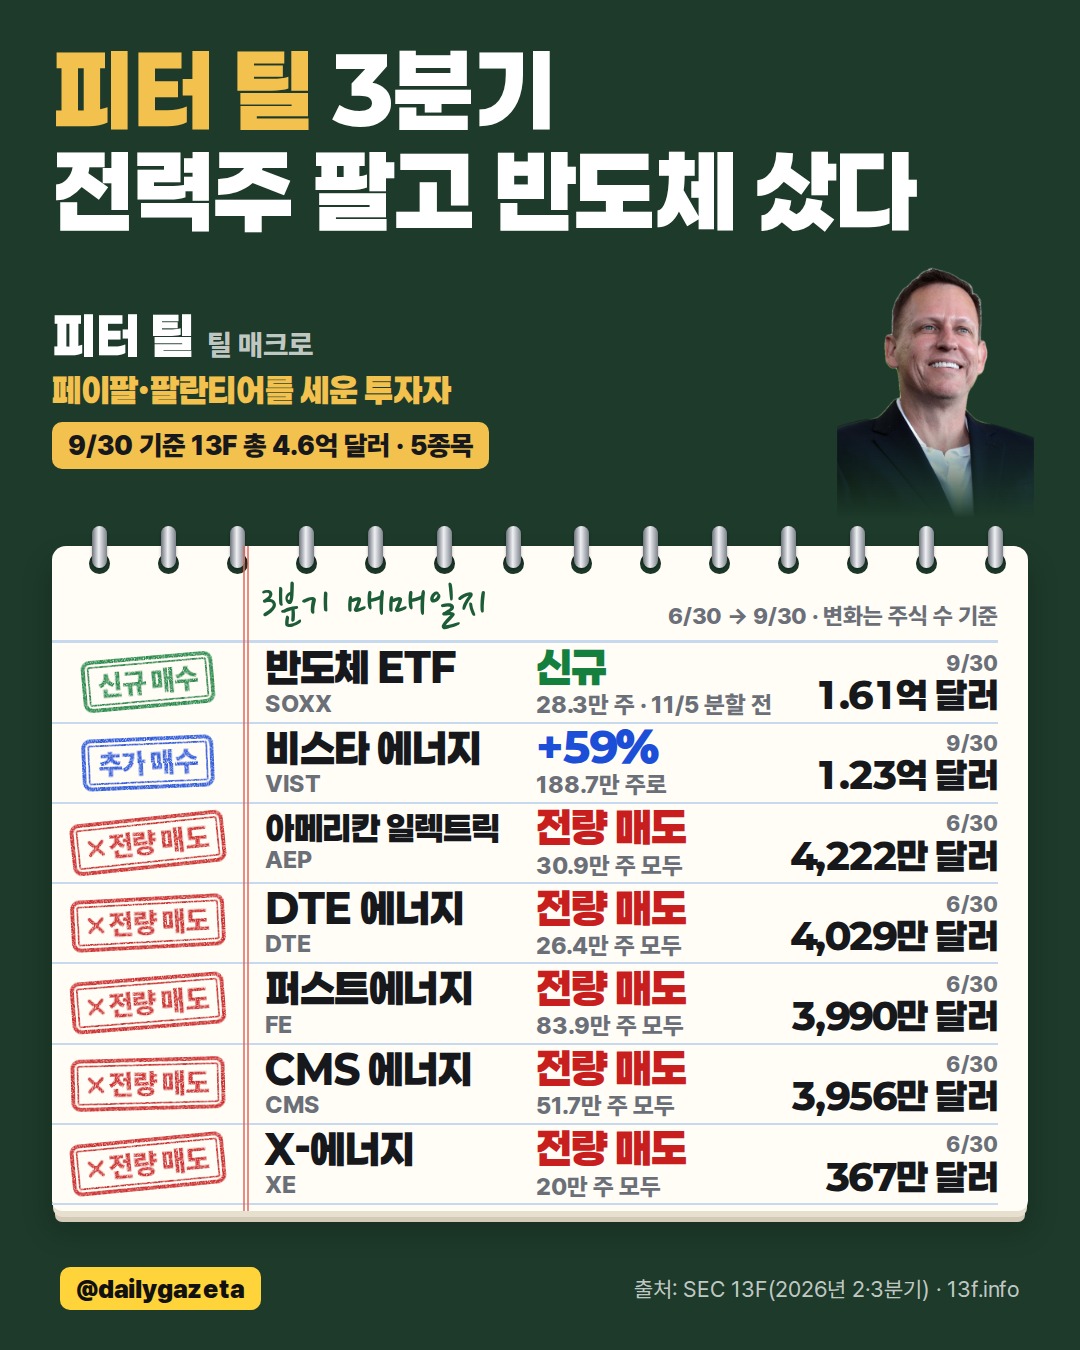 피터 틸 3분기
전력주 팔고 반도체 샀다
피터 틸 틸 매크로
페이팔·팔란티어를 세운 투자자
9/30 기준 13F 총 4.6억 달러 · 5종목
3분기 매매일지
6/30 → 9/30 · 변화는 주식 수 기준
신규 매수
반도체 ETF
SOXX
신규
28.3만 주 · 11/5 분할 전
9/30
1.61억 달러
추가 매수
비스타 에너지
VIST
+59%
188.7만 주로
9/30
1.23억 달러
×전량 매도
아메리칸 일렉트릭
AEP
전량 매도
30.9만 주 모두
6/30
4,222만 달러
×전량 매도
DTE 에너지
DTE
전량 매도
26.4만 주 모두
6/30
4,029만 달러
×전량 매도
퍼스트에너지
FE
전량 매도
83.9만 주 모두
6/30
3,990만 달러
×전량 매도
CMS 에너지
CMS
전량 매도
51.7만 주 모두
6/30
3,956만 달러
×전량 매도
X-에너지
XE
전량 매도
20만 주 모두
6/30
367만 달러
@dailygazeta
출처: SEC 13F(2026년 2·3분기) · 13f.info